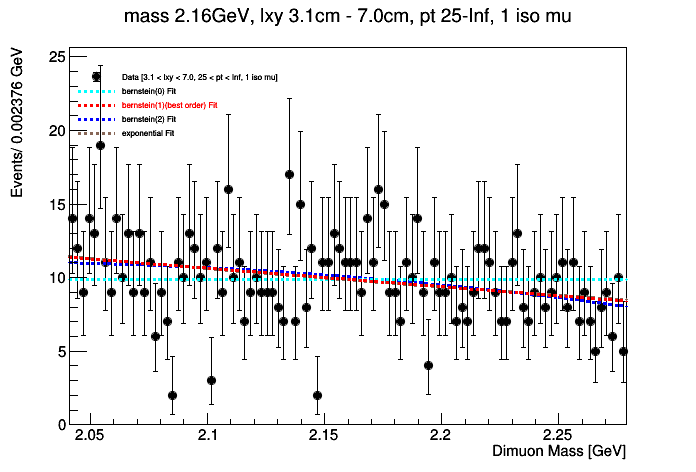 mass 2.16GeV, lxy 3.1cm - 7.0cm, pt 25-Inf, 1 iso mu
Events/ 0.002376 GeV
25
20
15
10
5
0
Data [3.1 < lxy < 7.0, 25 < pt < Inf, 1 iso mu]
bernstein(0) Fit
bernstein(1)(best order) Fit
bernstein(2) Fit
exponential Fit
2.05 2.1 2.15 2.2 2.25
Dimuon Mass [GeV]